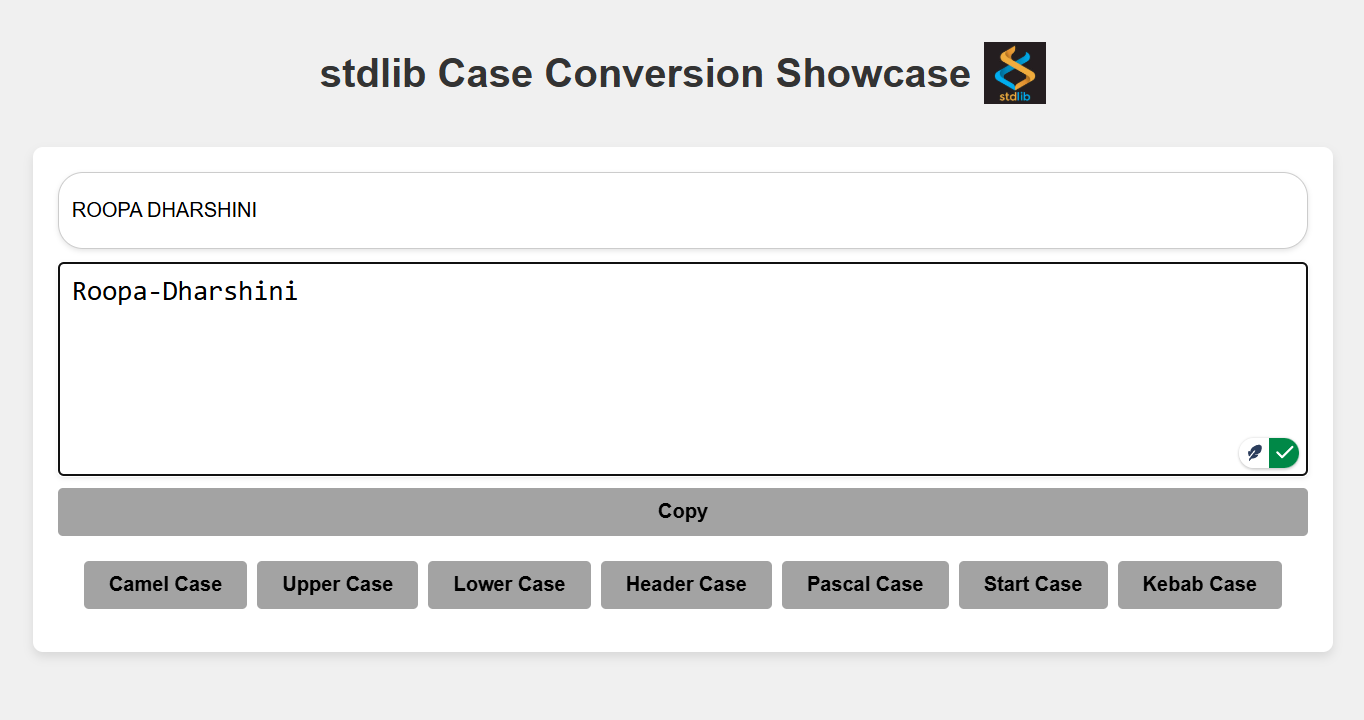 stdlib Case Conversion Showcase
stdlib
ROOPA DHARSHINI
Roopa-Dharshini
Copy
Camel Case
Upper Case
Lower Case
Header Case
Pascal Case
Start Case
Kebab Case